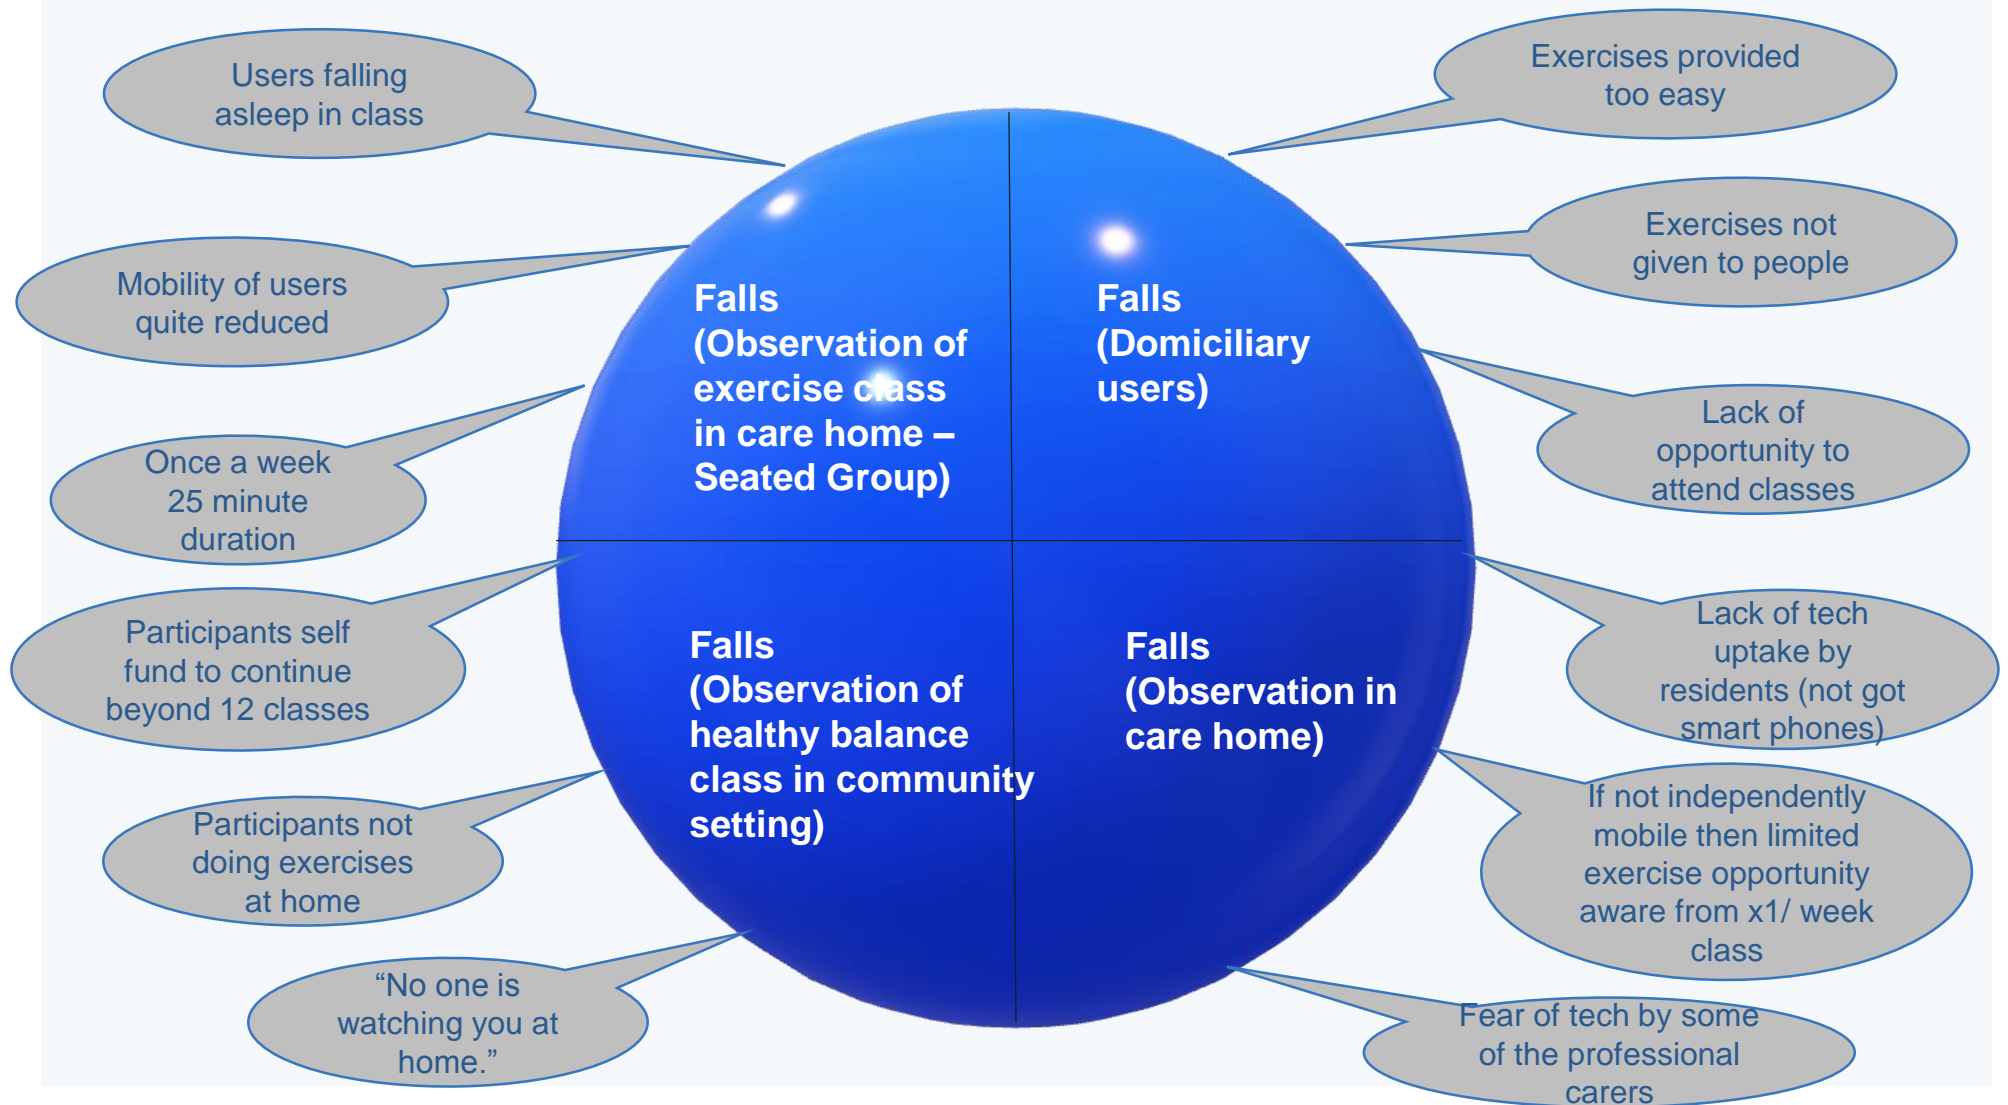 Users falling
asleep in class
Mobility of users
quite reduced
Once a week
25 minute
duration
Participants self
fund to continue
beyond 12 classes
Participants not
doing exercises
at home
“No one is
watching you at
home.”
Falls
(Observation of
exercise class
in care home –
Seated Group)
Falls
(Domiciliary
users)
Falls
(Observation of
healthy balance
class in community
setting)
Falls
(Observation in
care home)
Exercises provided
too easy
Exercises not
given to people
Lack of
opportunity to
attend classes
Lack of tech
uptake by
residents (not got
smart phones)
If not independently
mobile then limited
exercise opportunity
aware from x1/ week
class
Fear of tech by some
of the professional
carers